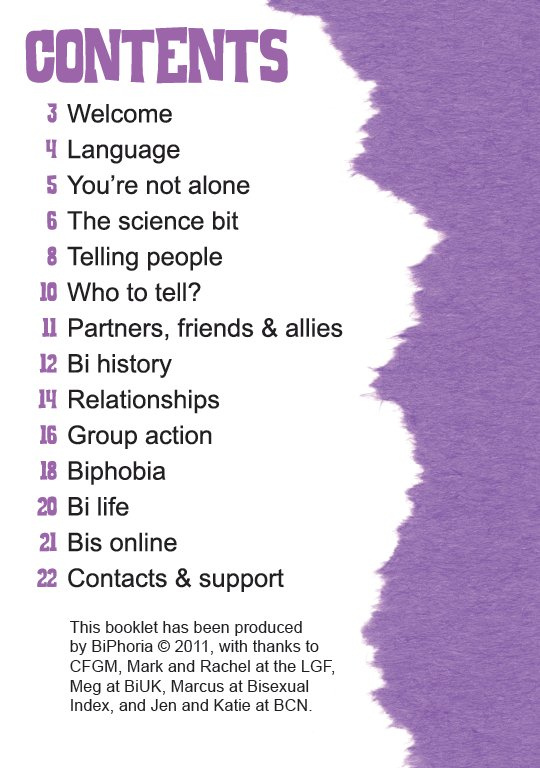 CONTENTS
3 Welcome
4 Language
5 You're not alone
6 The science bit
8 Telling people
10 Who to tell?
11 Partners, friends & allies
12 Bi history
14 Relationships
16 Group action
18 Biphobia
20 Bi life
21 Bis online
22 Contacts & support
This booklet has been produced
by BiPhoria © 2011, with thanks to
CFGM, Mark and Rachel at the LGF,
Meg at BiUK, Marcus at Bisexual
Index, and Jen and Katie at BCN.